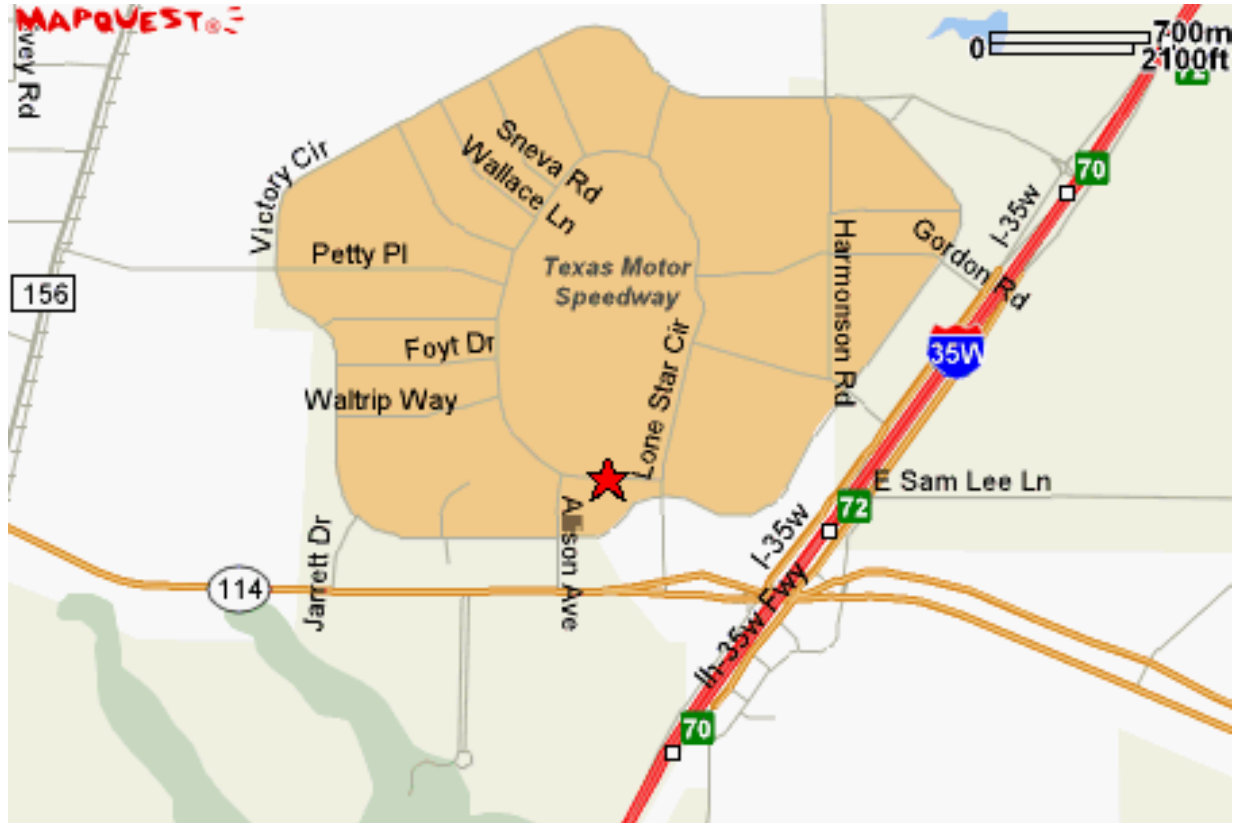 MAPQUEST®
vey Rd
700m
0
2100ft
72
Sneva Rd
Wallace Ln
Victory Cir
70
I-35W
Petty Pl
Harmonson Rd
Gordon Rd
Texas Motor
Speedway
156
35W
Foyt Dr
Lone Star Cir
Waltrip Way
E Sam Lee Ln
72
I-35W
Jarrett Dr
114
Ave
Ih-35w Fwy
70